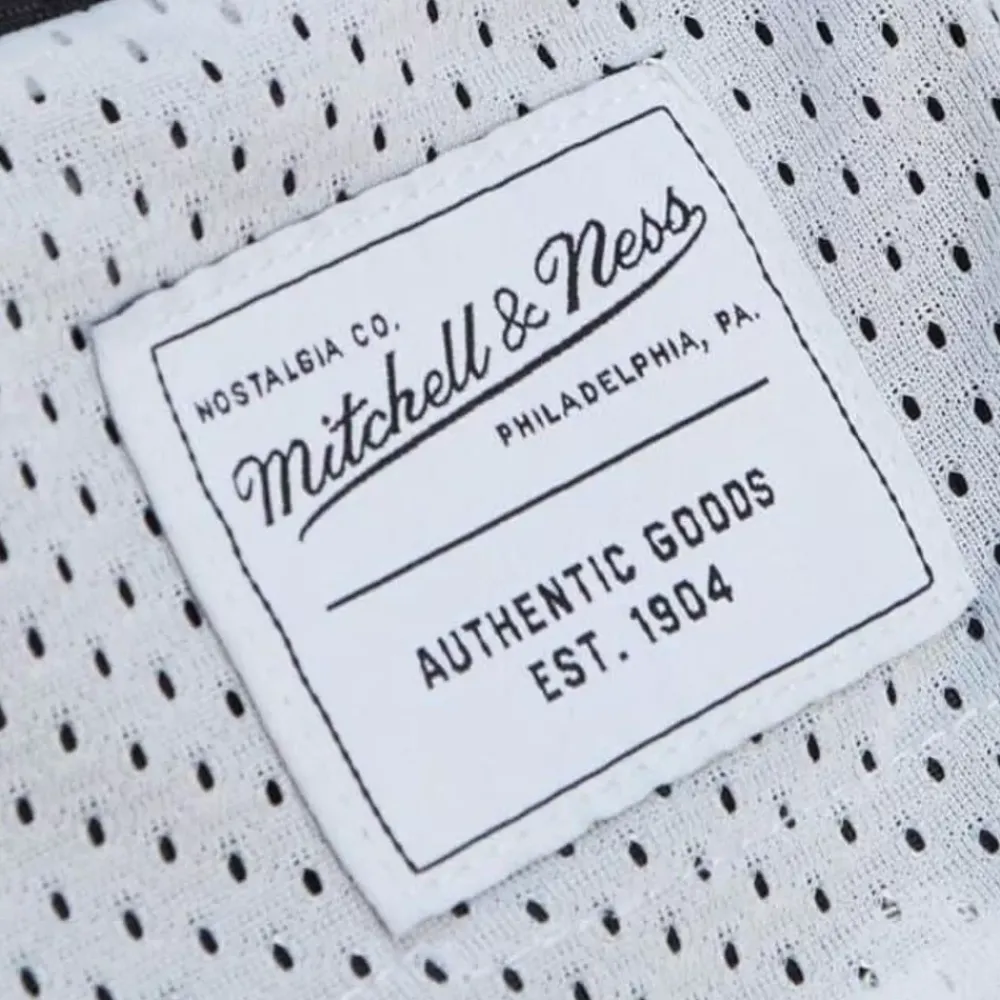 NOSTALGIA CO.
Mitchell & Ness
PHILADELPHIA, PA.
AUTHENTIC GOODS
EST. 1904